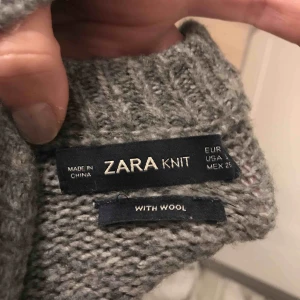 MADE IN
CHINA
ZARA KNIT
EUR
USA
MEX
WITH WOOL